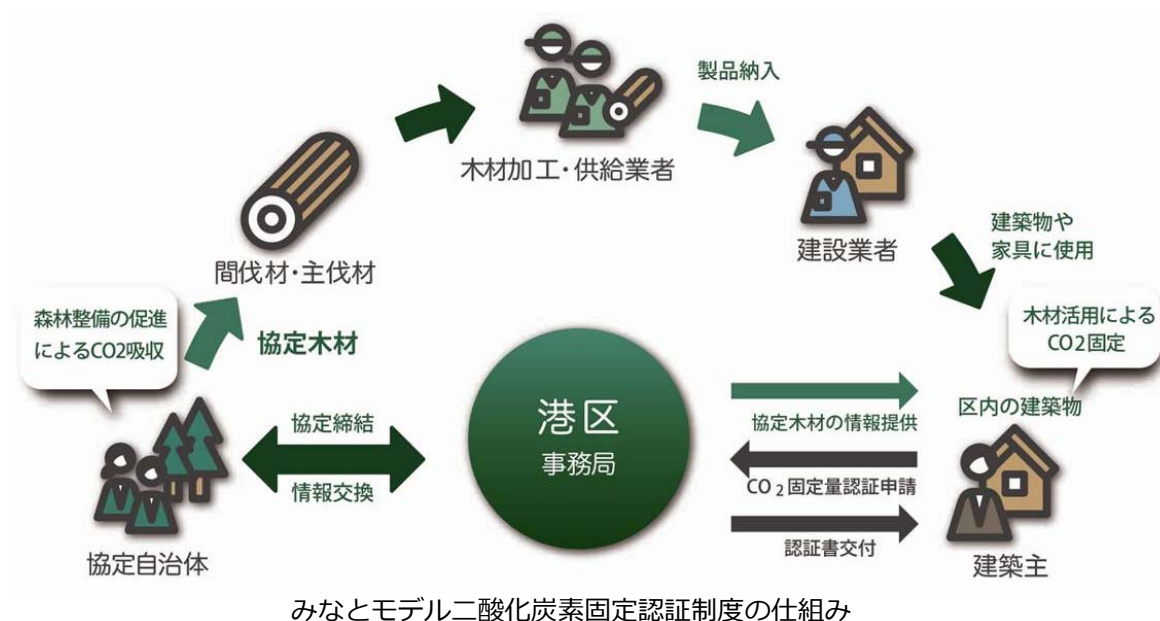 製品納入
木材加工・供給業者
建設業者
建築物や
家具に使用
間伐材・主伐材
森林整備の促進
によるCO2吸収
協定木材
木材活用による
CO2固定
港区
事務局
協定締結
情報交換
協定自治体
協定木材の情報提供
CO2固定量認証申請
認証書交付
区内の建築物
建築主
みなとモデル二酸化炭素固定認証制度の仕組み